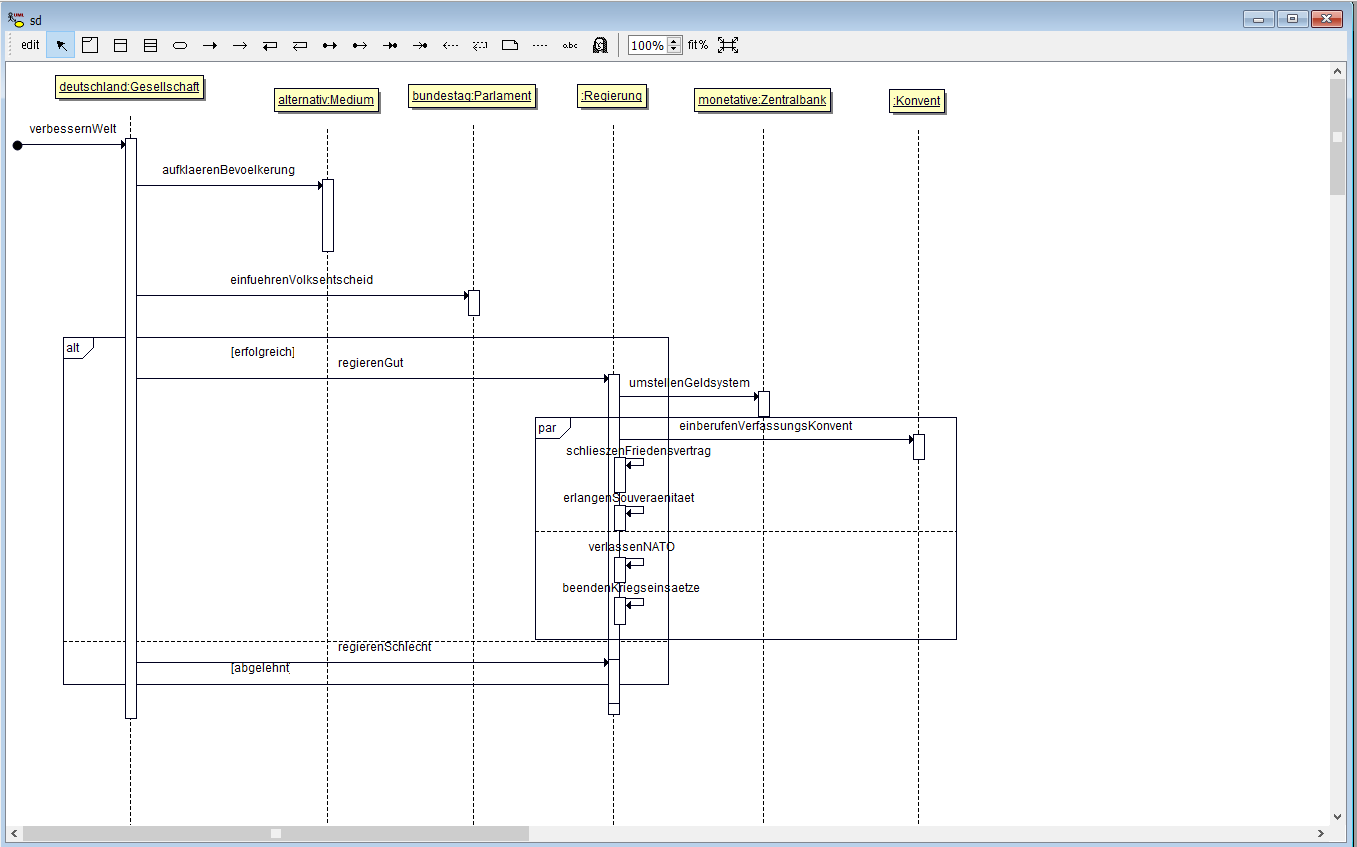 sd
edit
abc
100%
fit%
deutschland:Gesellschaft
alternativ:Medium
bundestag:Parlament
:Regierung
monetative:Zentralbank
:Konvent
verbessernWelt
aufklaerenBevoelkerung
einfuehrenVolksentscheid
alt
[erfolgreich]
regierenGut
umstellenGeldsystem
par
einberufenVerfassungsKonvent
schlieszenFriedensvertrag
erlangenSouveraenitaet
verlassenNATO
beendenKriegseinsaetze
regierenSchlecht
[abgelehnt]